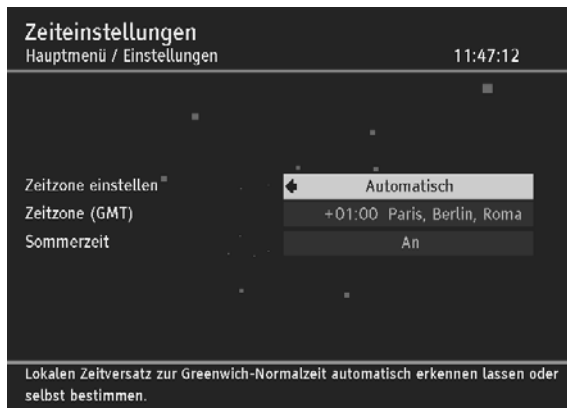 Zeiteinstellungen
Hauptmenü / Einstellungen
11:47:12
Zeitzone einstellen
Automatisch
Zeitzone (GMT)
+01:00 Paris, Berlin, Roma
Sommerzeit
An
Lokalen Zeitversatz zur Greenwich-Normalzeit automatisch erkennen lassen oder
selbst bestimmen.